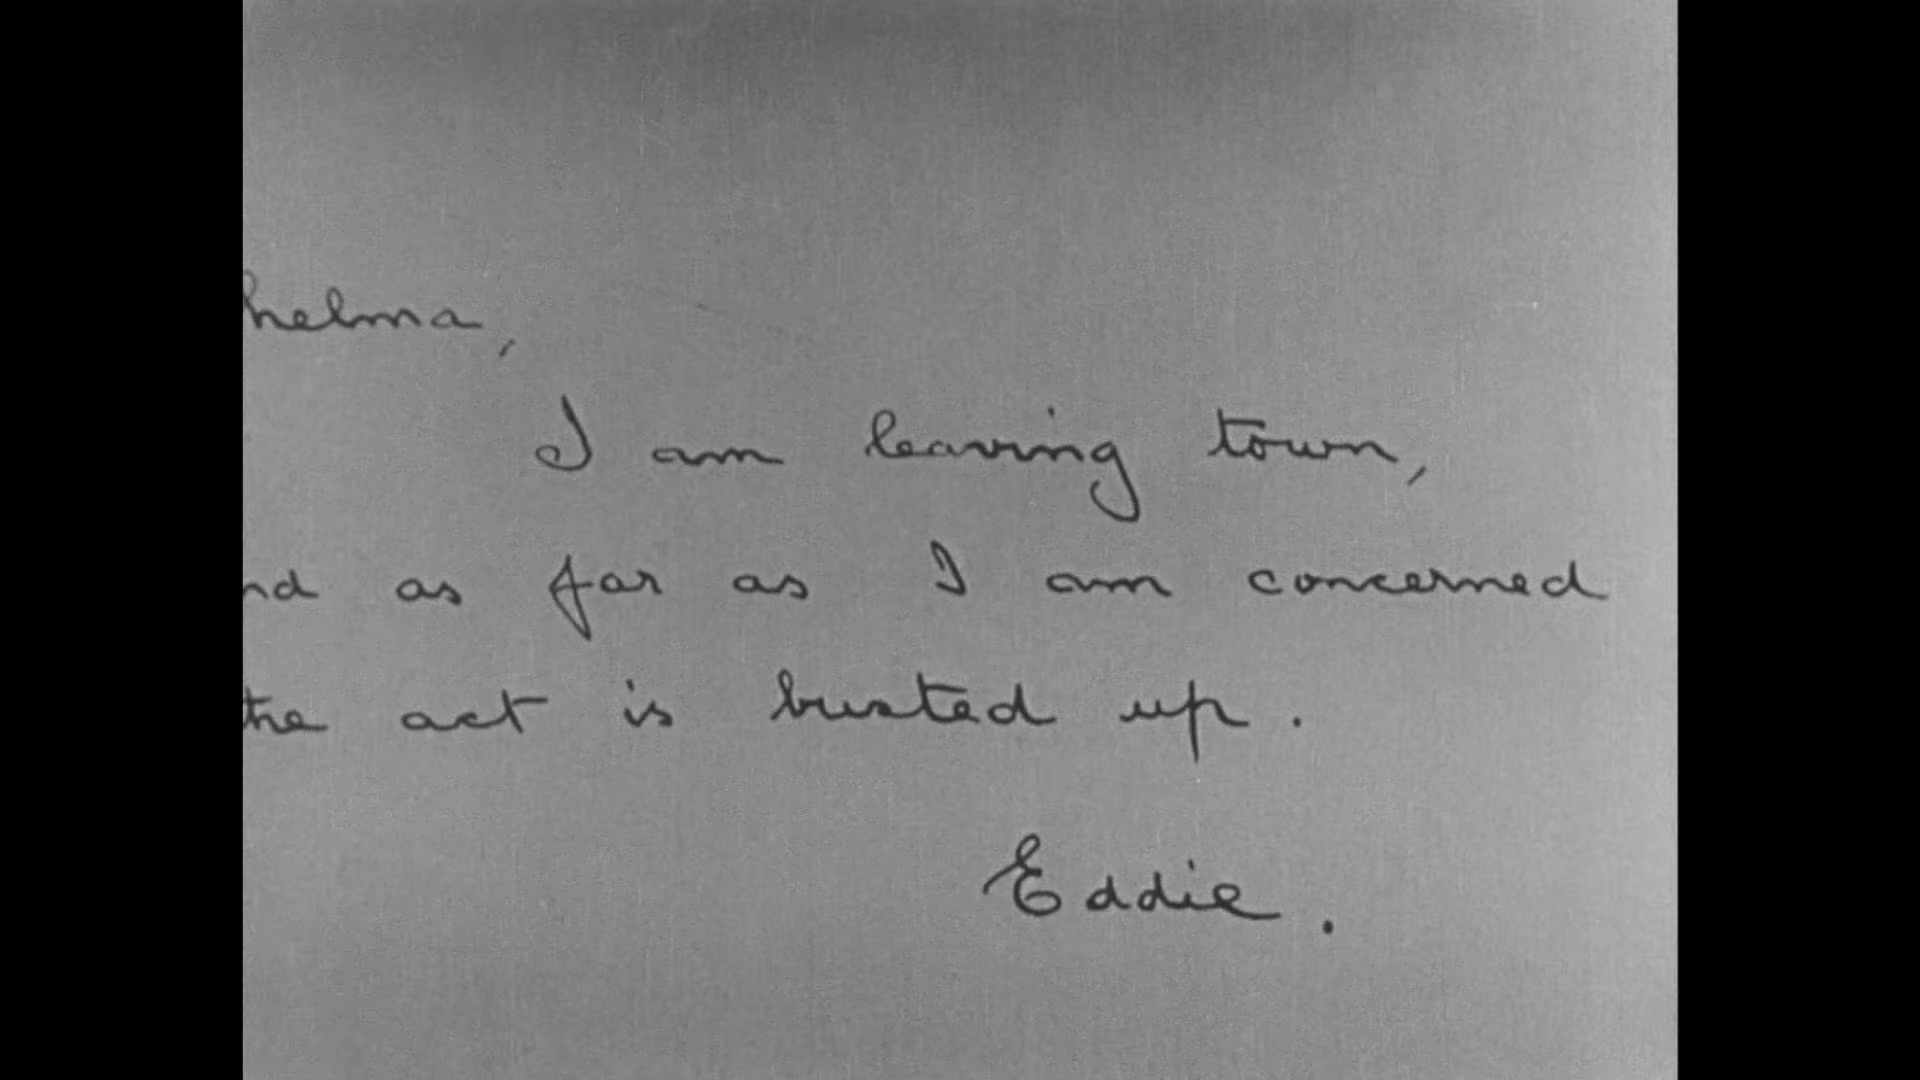 helma,
I am leaving town,
nd as far as I am concerned
the act is busted up.
Eddie.